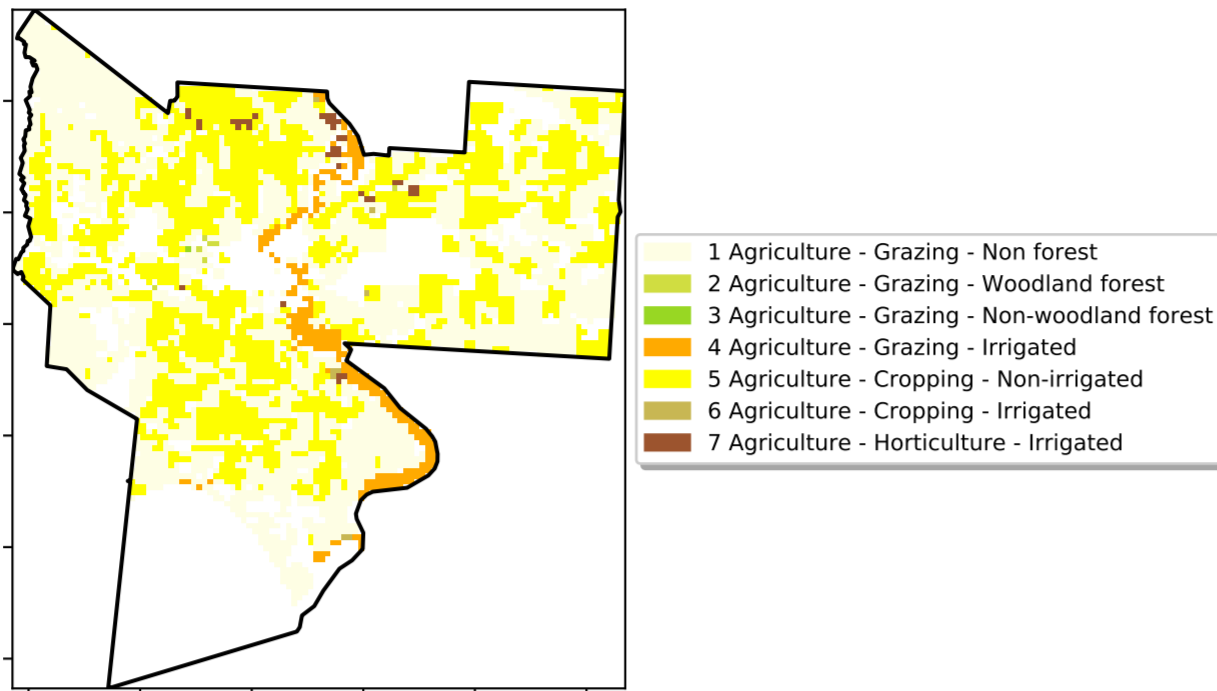 1 Agriculture - Grazing - Non forest
2 Agriculture - Grazing - Woodland forest
3 Agriculture - Grazing - Non-woodland forest
4 Agriculture - Grazing - Irrigated
5 Agriculture - Cropping - Non-irrigated
6 Agriculture - Cropping - Irrigated
7 Agriculture - Horticulture - Irrigated